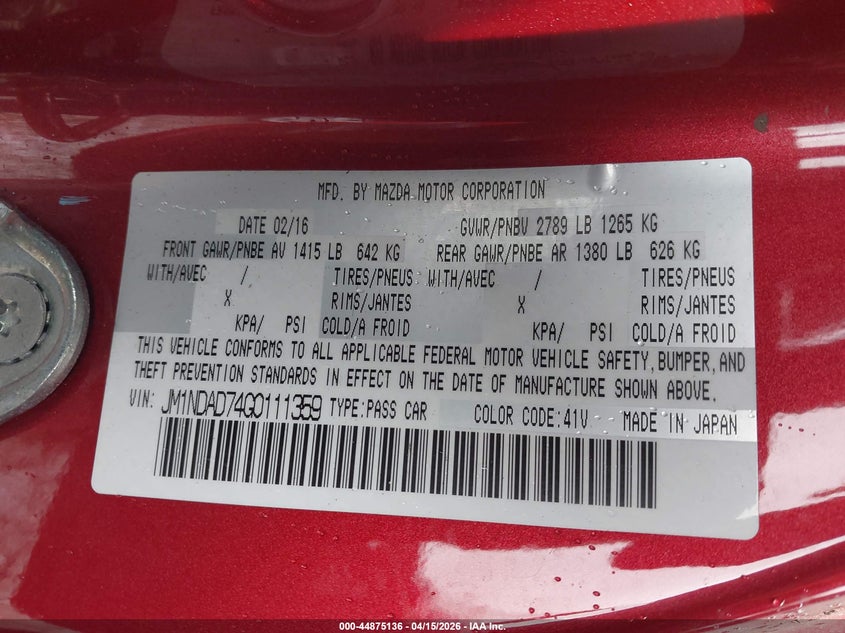 MFD. BY MAZDA MOTOR CORPORATION
DATE 02/16 GVWR/PNBV 2789 LB 1265 KG
FRONT GAWR/PNBE AV 1415 LB 642 KG REAR GAWR/PNBE AR 1380 LB 626 KG
WITH/AVEC / TIRES/PNEUS WITH/AVEC / TIRES/PNEUS
X RIMS/JANTES X RIMS/JANTES
KPA/ PSI COLD/A FROID KPA/ PSI COLD/A FROID
THIS VEHICLE CONFORMS TO ALL APPLICABLE FEDERAL MOTOR VEHICLE SAFETY, BUMPER, AND
THEFT PREVENTION STANDARDS IN EFFECT ON THE DATE OF MANUFACTURE SHOWN ABOVE.
VIN: JM1NDAD74G0111359 TYPE:PASS CAR COLOR CODE:41V MADE IN JAPAN
000-44875136 - 04/15/2026 - IAA Inc.